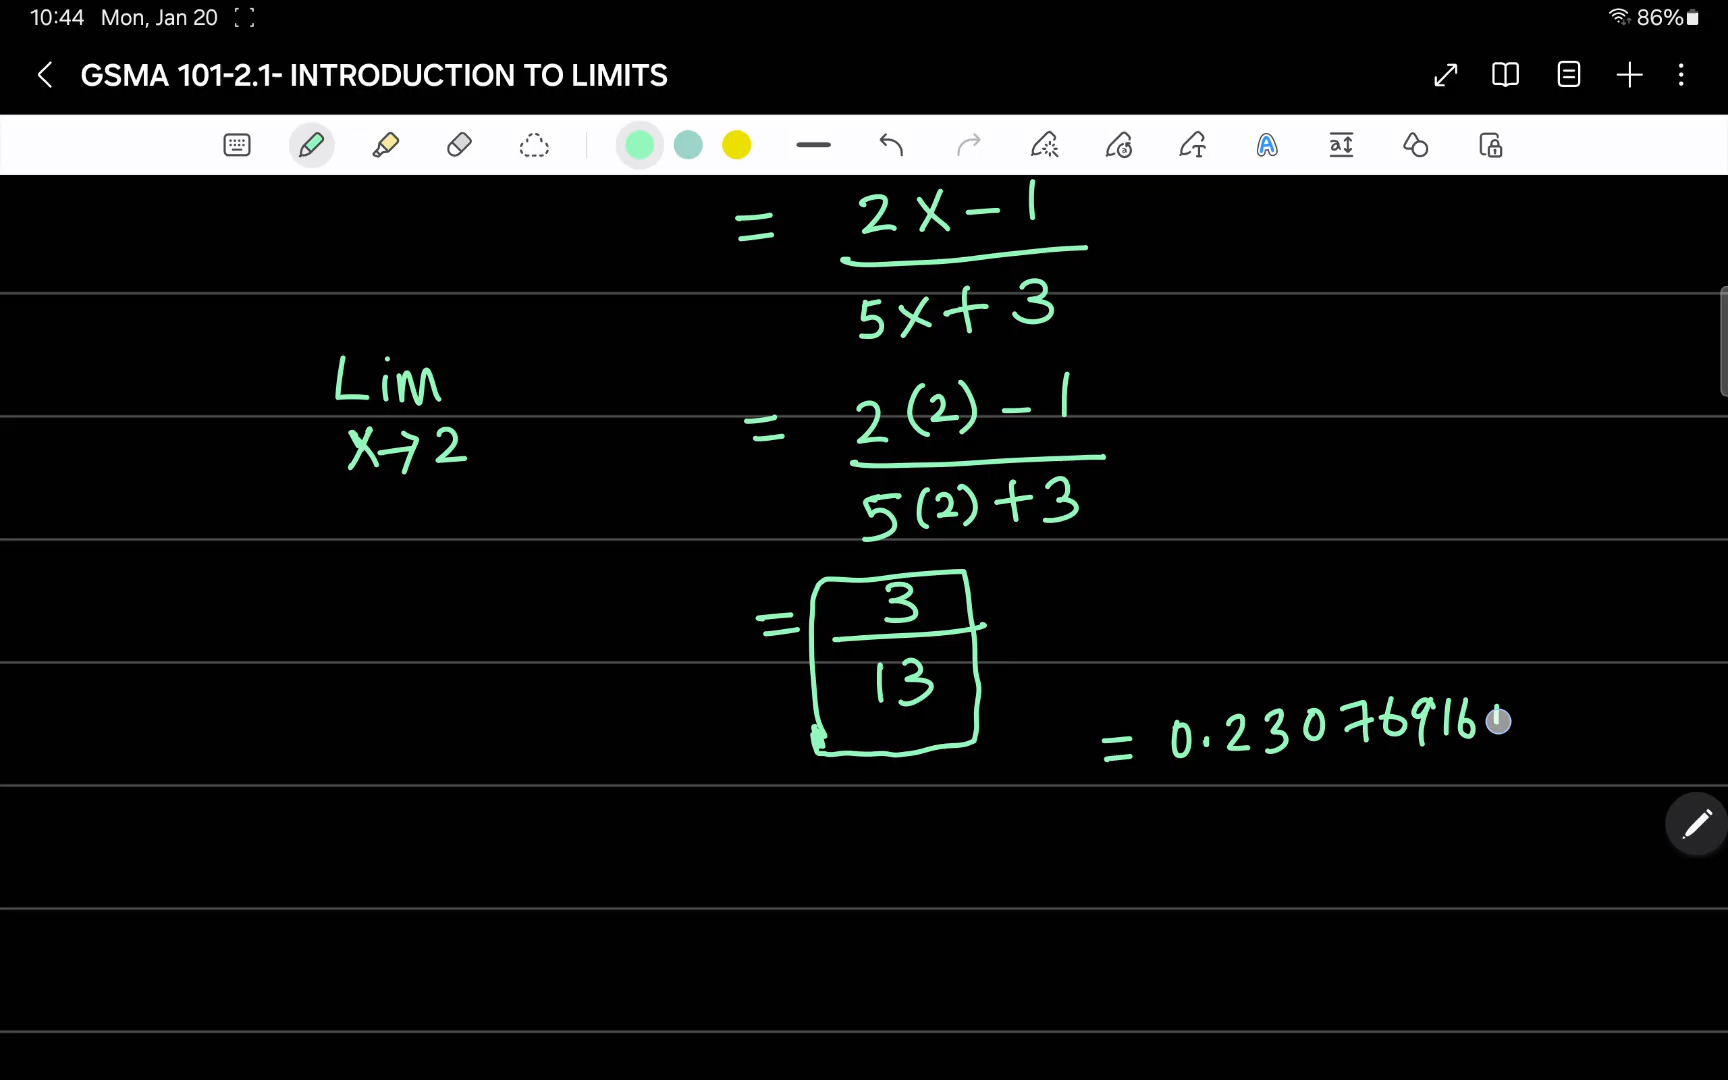 10:44 Mon, Jan 20 86%
GSMA 101-2.1- INTRODUCTION TO LIMITS
= 2x - 1
5x + 3
Lim = 2(2) - 1
x→2 5(2) + 3
= 3
13
= 0.230769161